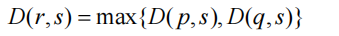 D(r,s) = max{D(p,s), D(q,s)}